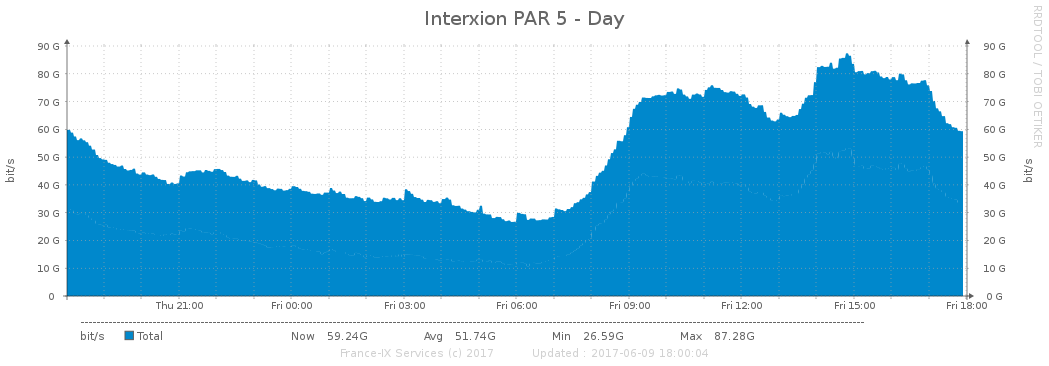 Interxion PAR 5 - Day
RRDTOOL / TOBI OETIKER
bit/s
90 G
80 G
70 G
60 G
50 G
40 G
30 G
20 G
10 G
0
90 G
80 G
70 G
60 G
50 G
40 G
30 G
20 G
10 G
0 G
bit/s
Thu 21:00 Fri 00:00 Fri 03:00 Fri 06:00 Fri 09:00 Fri 12:00 Fri 15:00 Fri 18:00
bit/s Total Now 59.24G Avg 51.74G Min 26.59G Max 87.28G
France-IX Services (c) 2017 Updated : 2017-06-09 18:00:04